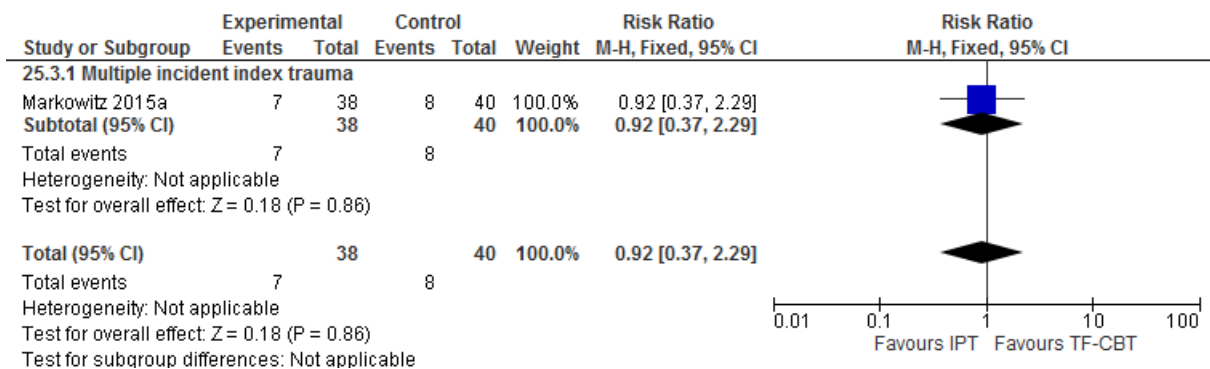 Experimental Control Risk Ratio Risk Ratio
Study or Subgroup Events Total Events Total Weight M-H, Fixed, 95% CI M-H, Fixed, 95% CI
25.3.1 Multiple incident index trauma
Markowitz 2015a 7 38 8 40 100.0% 0.92 [0.37, 2.29]
Subtotal (95% CI) 38 40 100.0% 0.92 [0.37, 2.29]
Total events 7 8
Heterogeneity: Not applicable
Test for overall effect: Z = 0.18 (P = 0.86)
Total (95% CI) 38 40 100.0% 0.92 [0.37, 2.29]
Total events 7 8
Heterogeneity: Not applicable
Test for overall effect: Z = 0.18 (P = 0.86)
Test for subgroup differences: Not applicable
0.01 0.1 1 10 100
Favours IPT Favours TF-CBT